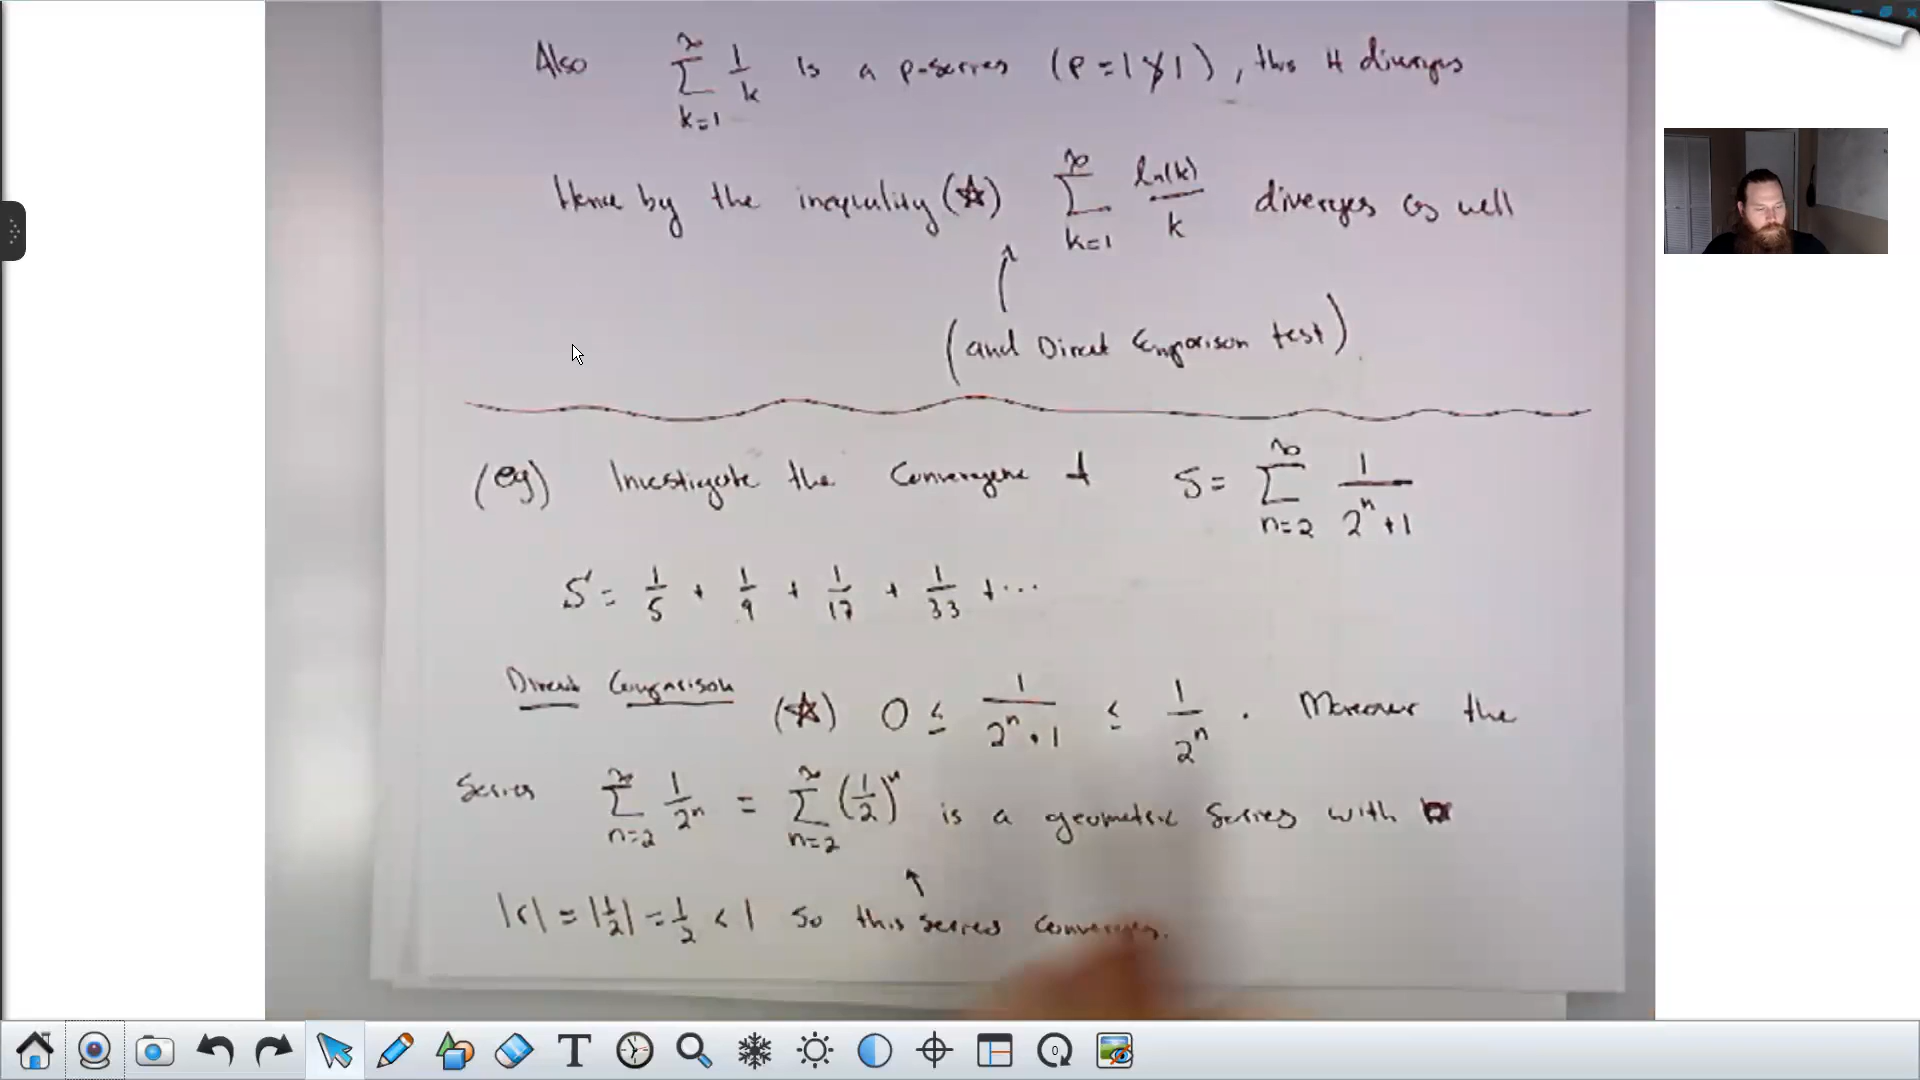 Also ∞ ∑ k=1 1/k is a p-series (p = 1 ≯ 1), this it diverges
Hence by the inequality (☆) ∞ ∑ k=1 ln(k)/k diverges as well
(and Direct Comparison test)
(eg) Investigate the Convergence of S = ∞ ∑ n=2 1/(2^n + 1)
S = 1/5 + 1/9 + 1/17 + 1/33 + ...
Direct Comparison (☆) 0 ≤ 1/(2^n + 1) ≤ 1/2^n . Moreover the
Series ∞ ∑ n=2 1/2^n = ∞ ∑ n=2 (1/2)^n is a geometric Series with
|r| = |1/2| = 1/2 < 1 So this series converges.
T
0